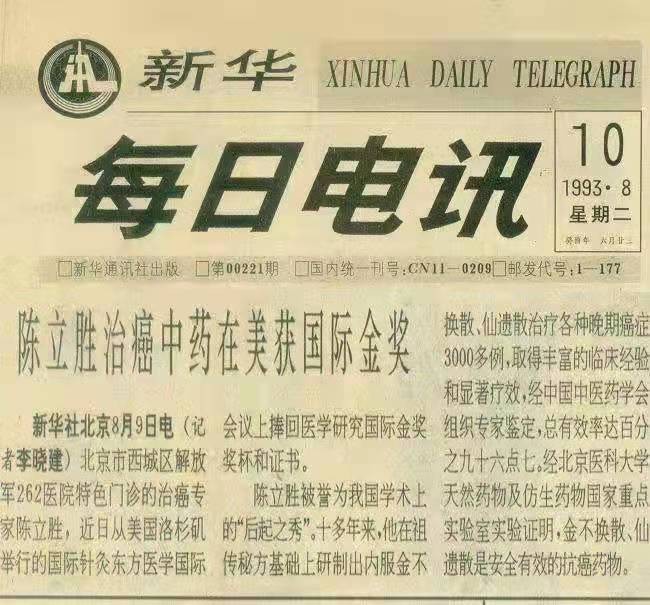 新华 XINHUA DAILY TELEGRAPH
每日电讯
10
1993·8
星期二
癸酉年 六月廿三
□新华通讯社出版 □第00221期 □国内统一刊号:CN11-0209 □邮发代号:1-177
陈立胜治癌中药在美获国际金奖
新华社北京8月9日电（记
者李晓建）北京市西城区解放
军262医院特色门诊的治癌专
家陈立胜，近日从美国洛杉矶
举行的国际针灸东方医学国际
会议上捧回医学研究国际金奖
奖杯和证书。
陈立胜被誉为我国学术上
的“后起之秀”。十多年来，他在祖
传秘方基础上研制出内服金不
换散、仙遗散治疗各种晚期癌症
3000多例，取得丰富的临床经验
和显著疗效，经中国中医药学会
组织专家鉴定，总有效率达百分
之九十六点七。经北京医科大学
天然药物及仿生药物国家重点
实验室实验证明，金不换散、仙
遗散是安全有效的抗癌药物。